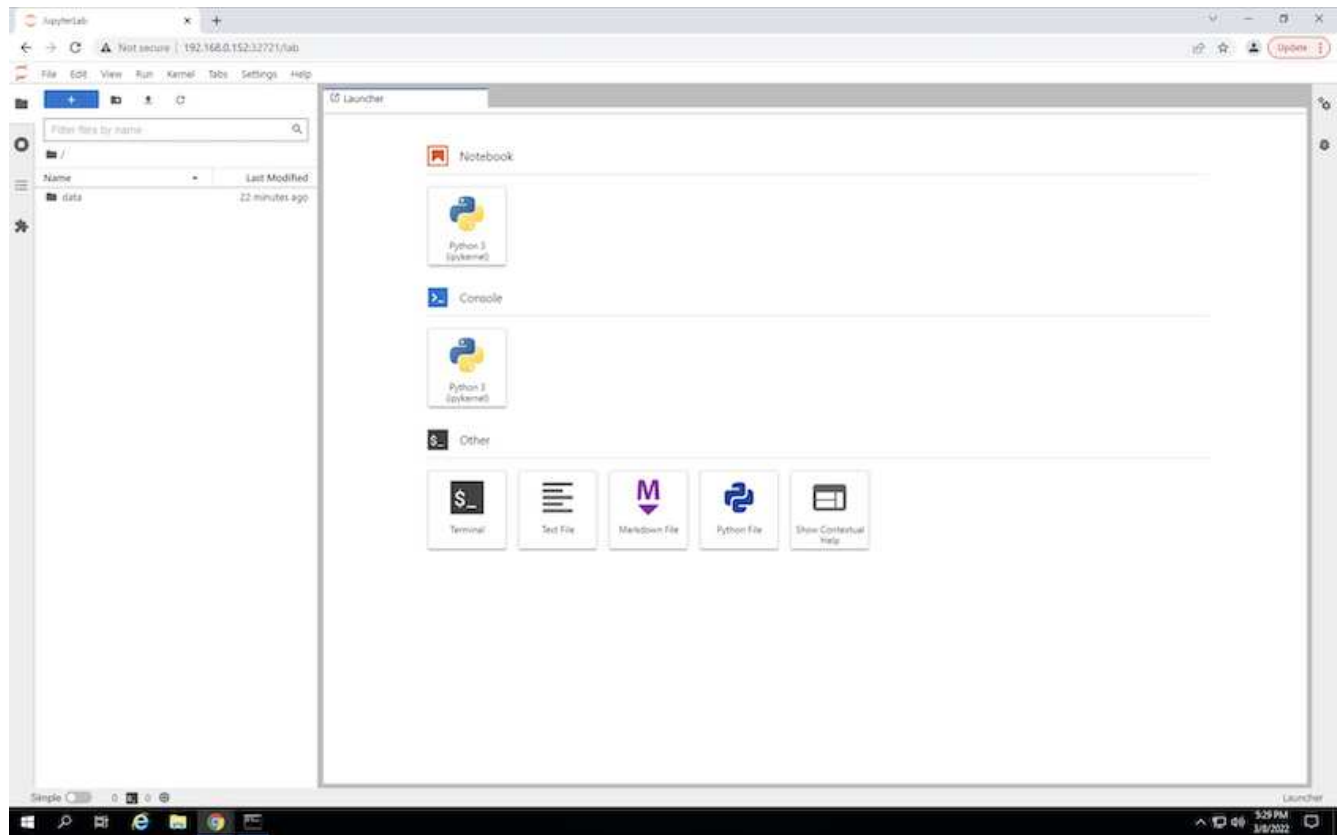 JupyterLab
Not secure | 192.168.0.152:32721/lab
Update
File Edit View Run Kernel Tabs Settings Help
+
Launcher
Filter files by name
/
Name Last Modified
data 22 minutes ago
Notebook
Python 3
(ipykernel)
Console
Python 3
(ipykernel)
$_ Other
$_
Terminal
Text File
M
Markdown File
Python File
Show Contextual
Help
Simple 0 $_ 0
Launcher
5:29 PM
3/8/2022